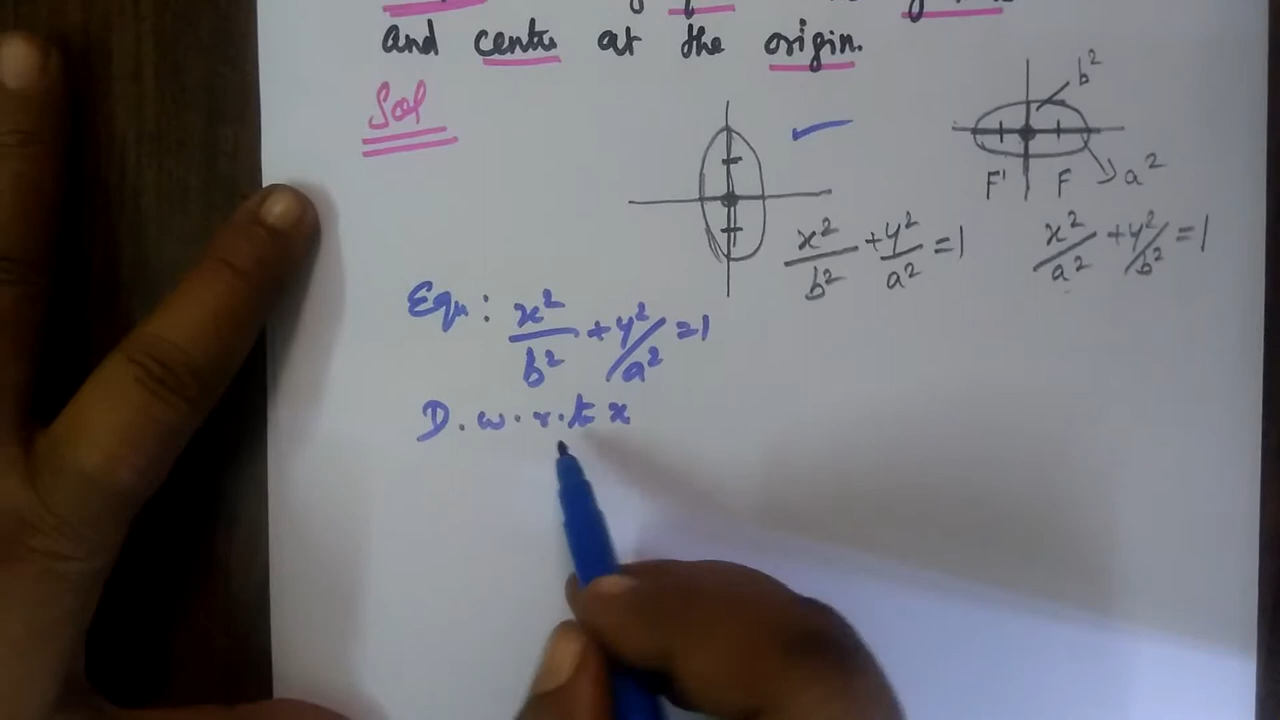 and centre at the origin.
Sol
b²
F' F a²
x²/b² + y²/a² = 1
x²/a² + y²/b² = 1
Equ: x²/b² + y²/a² = 1
D.w.r.t x